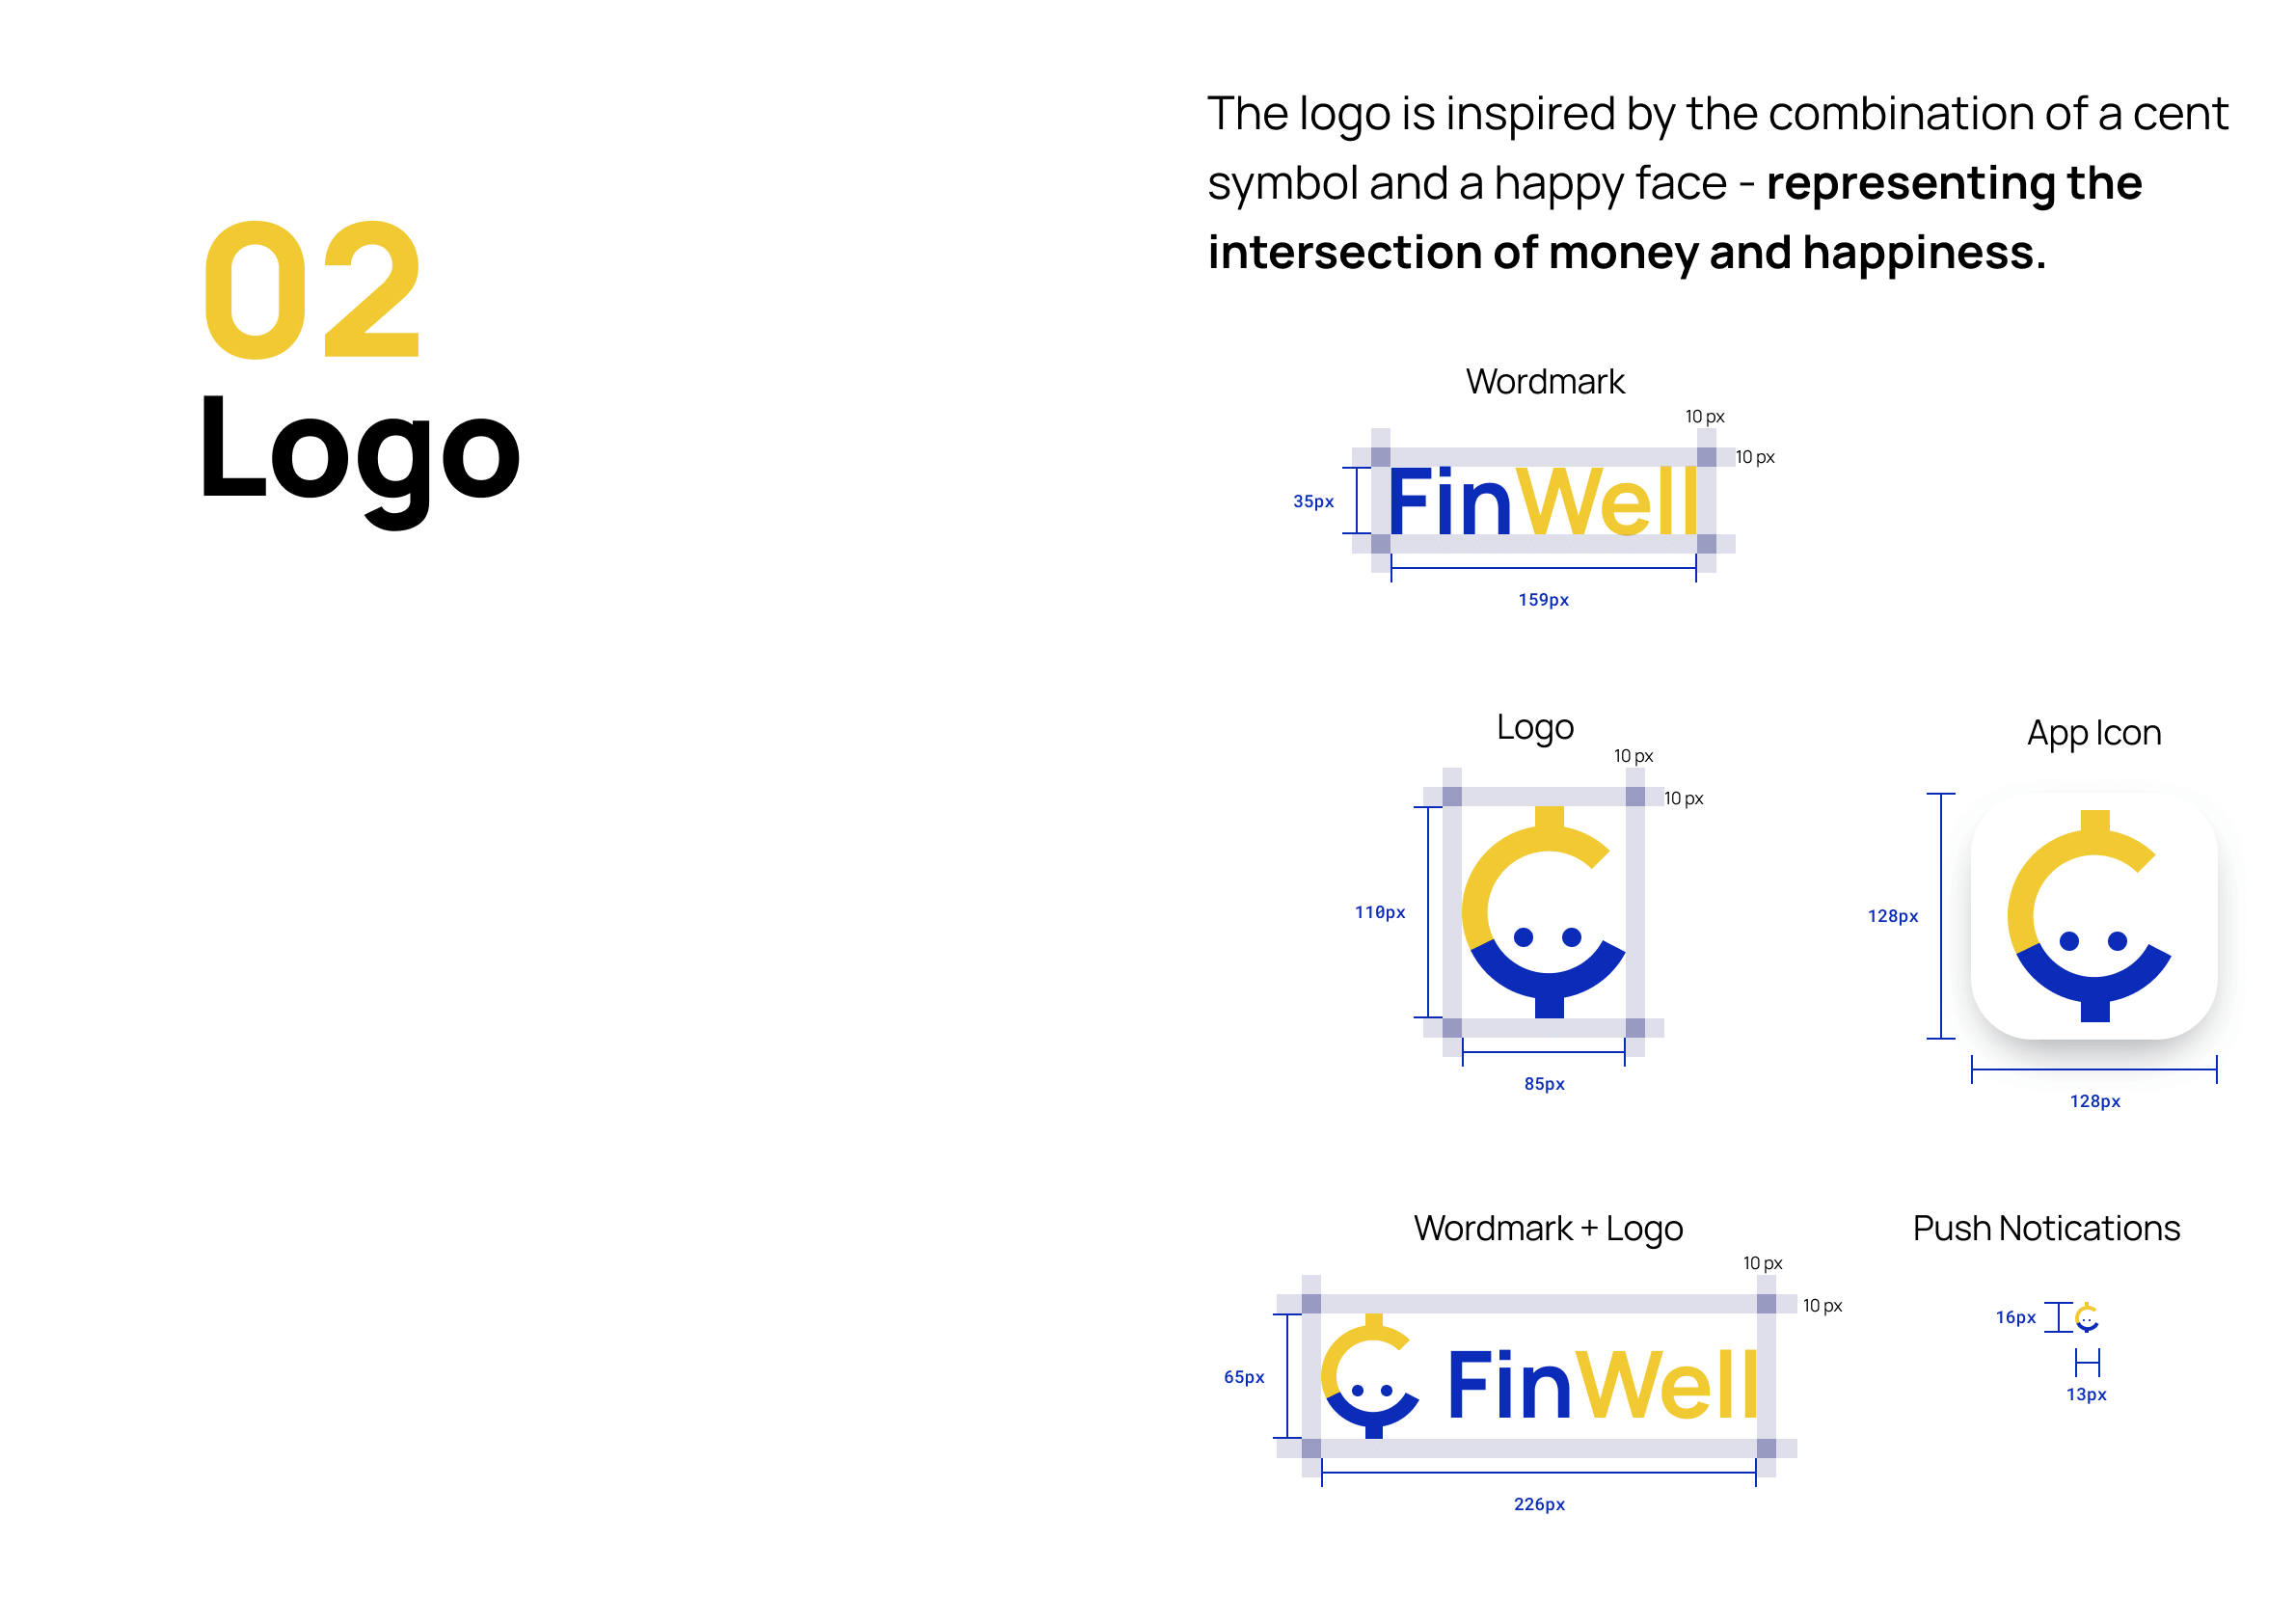 02
Logo
The logo is inspired by the combination of a cent
symbol and a happy face - representing the
intersection of money and happiness.
Wordmark
10 px
10 px
35px
FinWell
159px
Logo
10 px
10 px
110px
85px
App Icon
128px
128px
Wordmark + Logo
10 px
10 px
65px
FinWell
226px
Push Notications
16px
13px